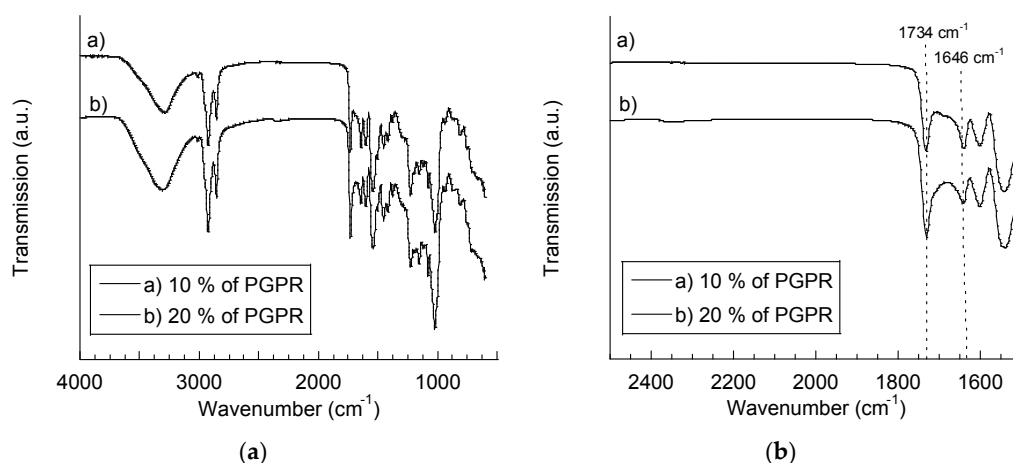 a)
b)
Transmission (a.u.)
a) 10 % of PGPR
b) 20 % of PGPR
4000 3000 2000 1000
Wavenumber (cm⁻¹)
(a)
1734 cm⁻¹
1646 cm⁻¹
a)
b)
Transmission (a.u.)
a) 10 % of PGPR
b) 20 % of PGPR
2400 2200 2000 1800 1600
Wavenumber (cm⁻¹)
(b)